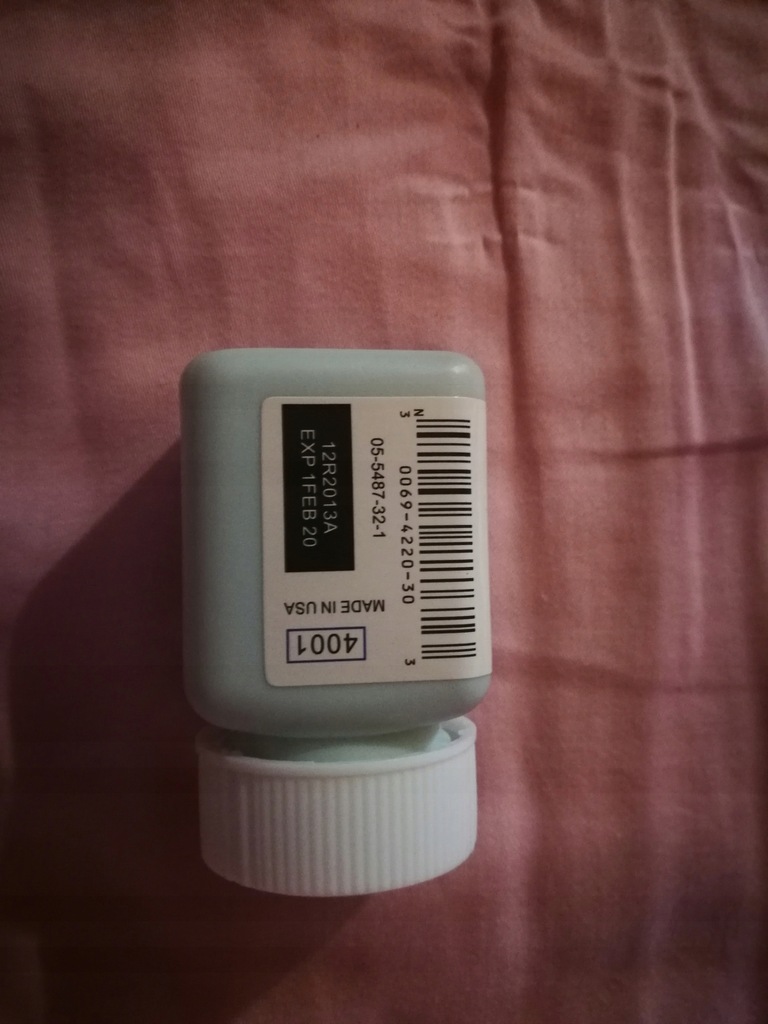 N
3 0069-4220-30 3
05-5487-32-1
12R2013A
EXP 1FEB 20
MADE IN USA
4001